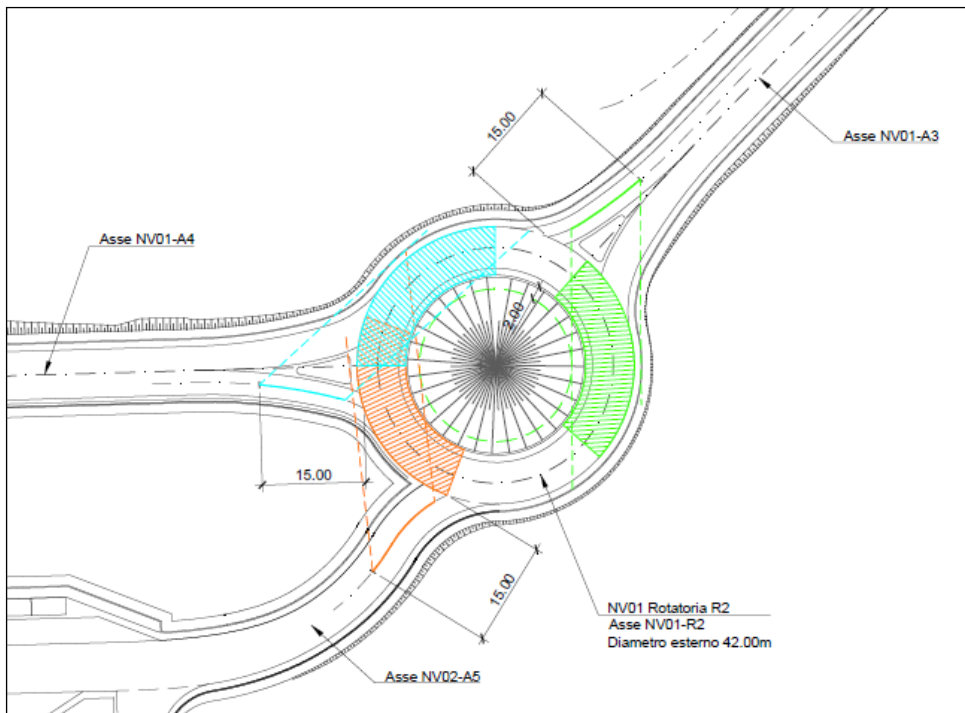 15.00
Asse NV01-A3
Asse NV01-A4
2.00
15.00
15.00
NV01 Rotatoria R2
Asse NV01-R2
Diametro esterno 42.00m
Asse NV02-A5